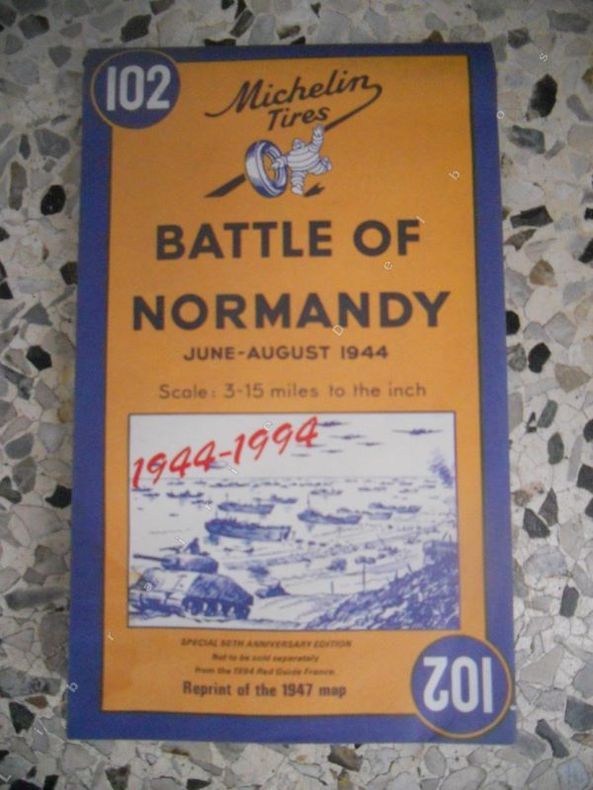 102
Michelin
Tires
BATTLE OF
NORMANDY
JUNE-AUGUST 1944
Scale: 3-15 miles to the inch
1944-1994
SPECIAL 50TH ANNIVERSARY EDITION
Not to be sold separately
from the 1994 Red Guide France.
Reprint of the 1947 map
102